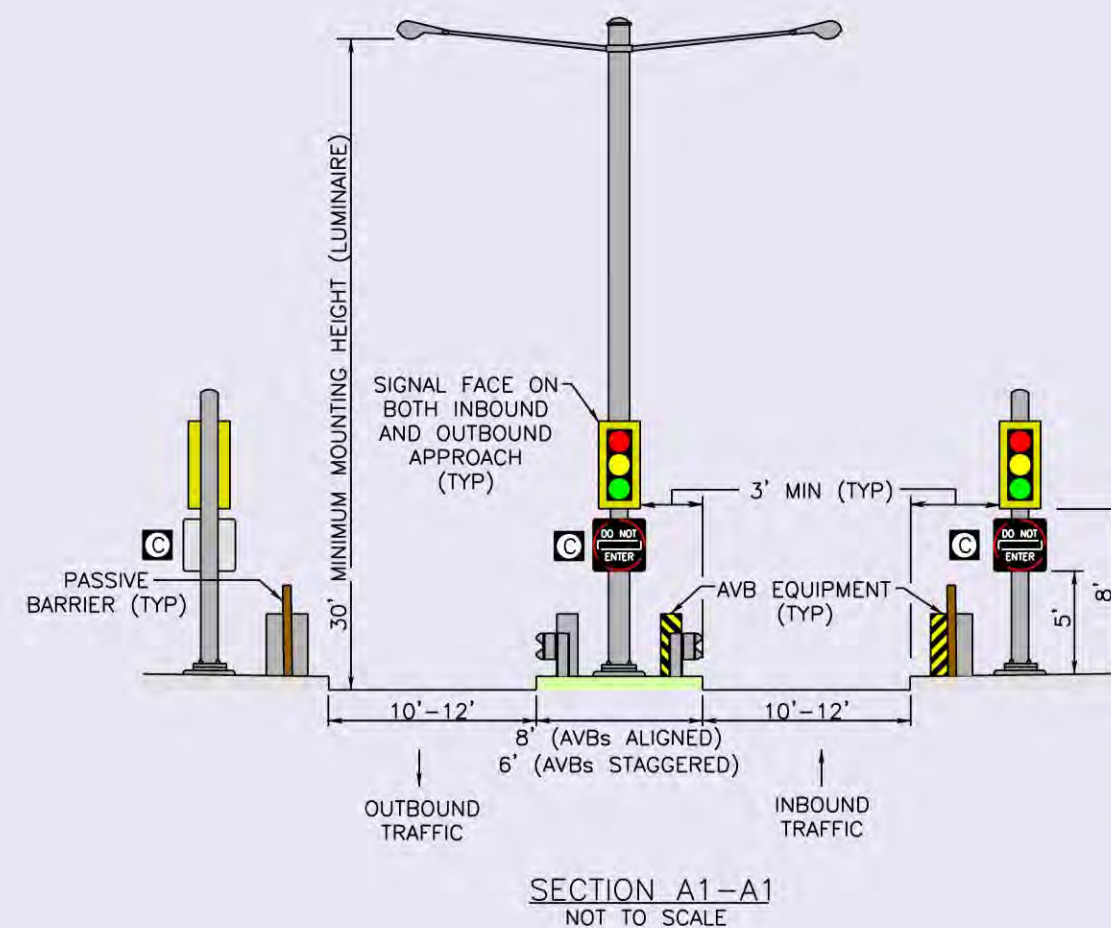 30' MINIMUM MOUNTING HEIGHT (LUMINAIRE)
SIGNAL FACE ON
BOTH INBOUND
AND OUTBOUND
APPROACH
(TYP)
3' MIN (TYP)
C
C
DO NOT
ENTER
C
DO NOT
ENTER
PASSIVE
BARRIER (TYP)
AVB EQUIPMENT
(TYP)
5'
8'
10'-12'
10'-12'
8' (AVBs ALIGNED)
6' (AVBs STAGGERED)
OUTBOUND
TRAFFIC
INBOUND
TRAFFIC
SECTION A1-A1
NOT TO SCALE